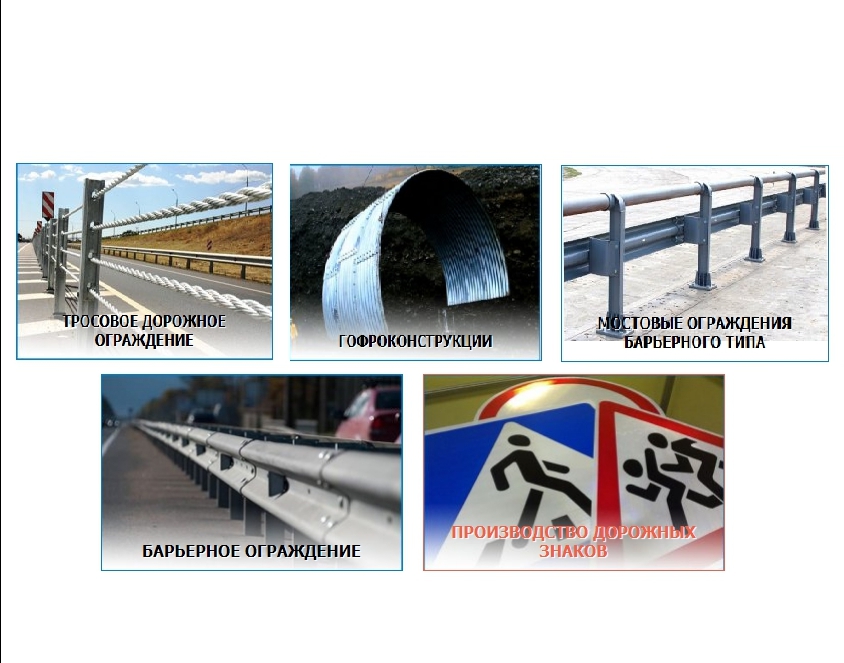 ТРОСОВОЕ ДОРОЖНОЕ
ОГРАЖДЕНИЕ
ГОФРОКОНСТРУКЦИИ
МОСТОВЫЕ ОГРАЖДЕНИЯ
БАРЬЕРНОГО ТИПА
БАРЬЕРНОЕ ОГРАЖДЕНИЕ
ПРОИЗВОДСТВО ДОРОЖНЫХ
ЗНАКОВ